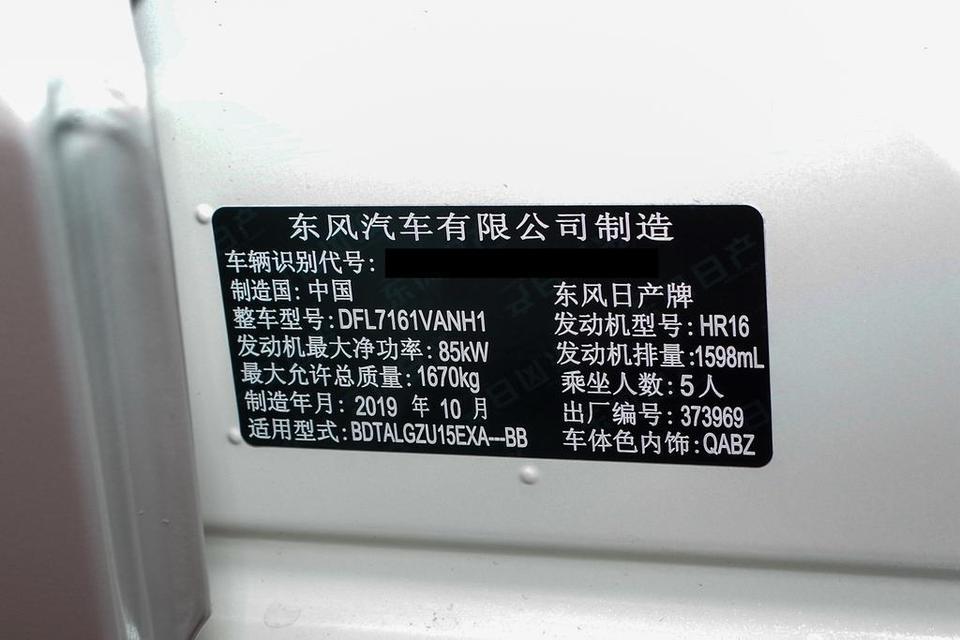 东风汽车有限公司制造
车辆识别代号:
制造国: 中国 东风日产牌
整车型号: DFL7161VANH1 发动机型号: HR16
发动机最大净功率: 85kW 发动机排量:1598mL
最大允许总质量: 1670kg 乘坐人数: 5人
制造年月: 2019 年 10 月 出厂编号: 373969
适用型式: BDTALGZU15EXA---BB 车体色内饰: QABZ